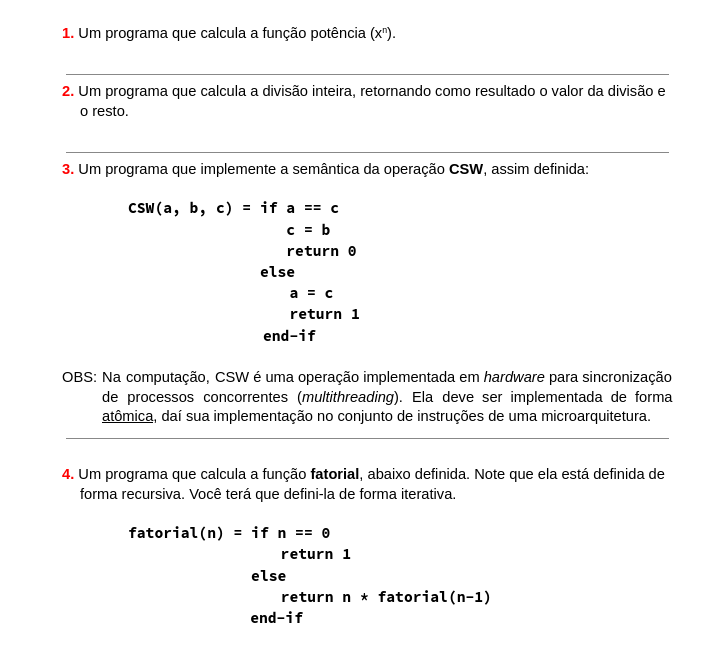 1. Um programa que calcula a função potência (xⁿ).
2. Um programa que calcula a divisão inteira, retornando como resultado o valor da divisão e
o resto.
3. Um programa que implemente a semântica da operação CSW, assim definida:
CSW(a, b, c) = if a == c
c = b
return 0
else
a = c
return 1
end-if
OBS: Na computação, CSW é uma operação implementada em hardware para sincronização
de processos concorrentes (multithreading). Ela deve ser implementada de forma
atômica, daí sua implementação no conjunto de instruções de uma microarquitetura.
4. Um programa que calcula a função fatorial, abaixo definida. Note que ela está definida de
forma recursiva. Você terá que defini-la de forma iterativa.
fatorial(n) = if n == 0
return 1
else
return n * fatorial(n-1)
end-if